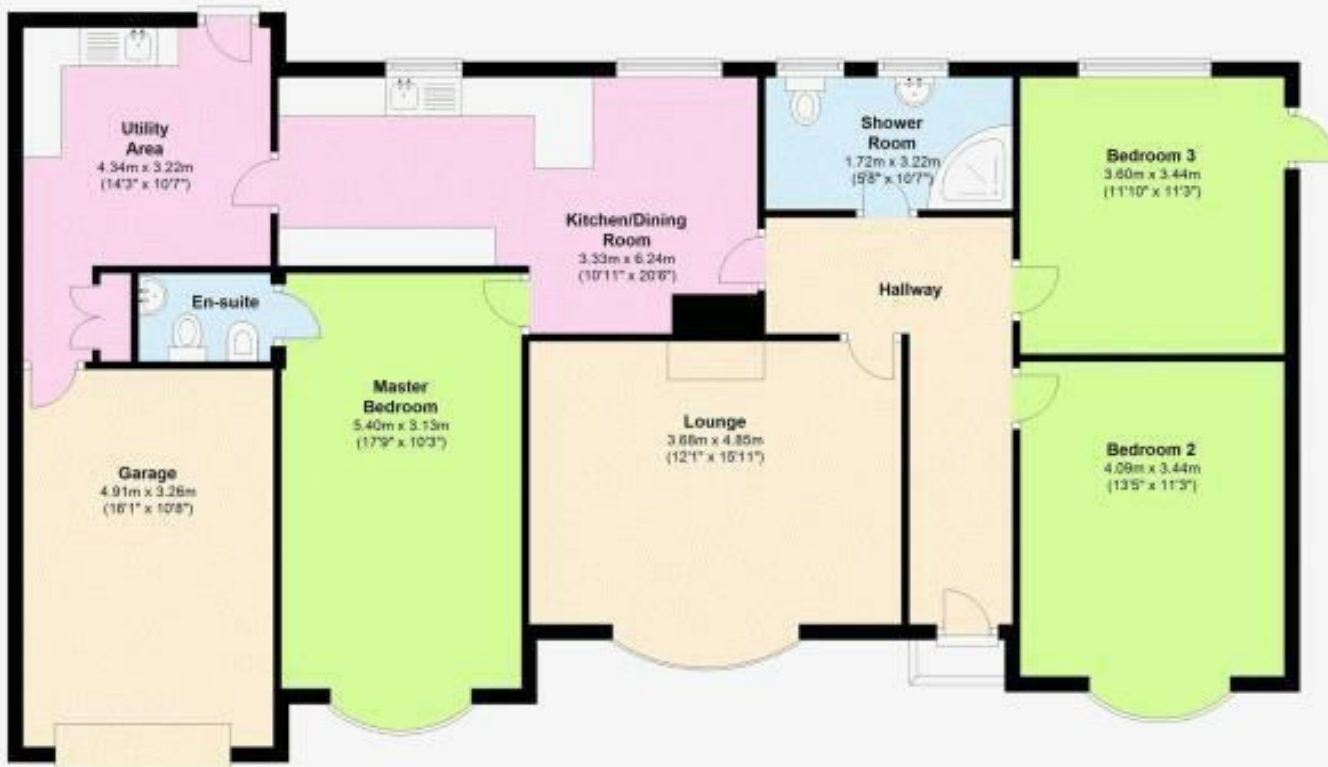 Utility
Area
4.34m x 3.22m
(14'3" x 10'7")
Kitchen/Dining
Room
3.33m x 6.24m
(10'11" x 20'6")
Shower
Room
1.72m x 3.22m
(5'8" x 10'7")
Bedroom 3
3.60m x 3.44m
(11'10" x 11'3")
En-suite
Hallway
Master
Bedroom
5.40m x 3.13m
(17'9" x 10'3")
Lounge
3.68m x 4.85m
(12'1" x 15'11")
Bedroom 2
4.09m x 3.44m
(13'5" x 11'3")
Garage
4.91m x 3.26m
(16'1" x 10'8")